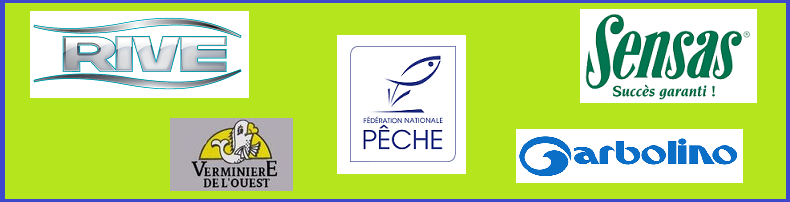 RIVE
Sensas®
Succès garanti !
FÉDÉRATION NATIONALE
PÊCHE
VERMINIERE
DE L'OUEST
Garbolino